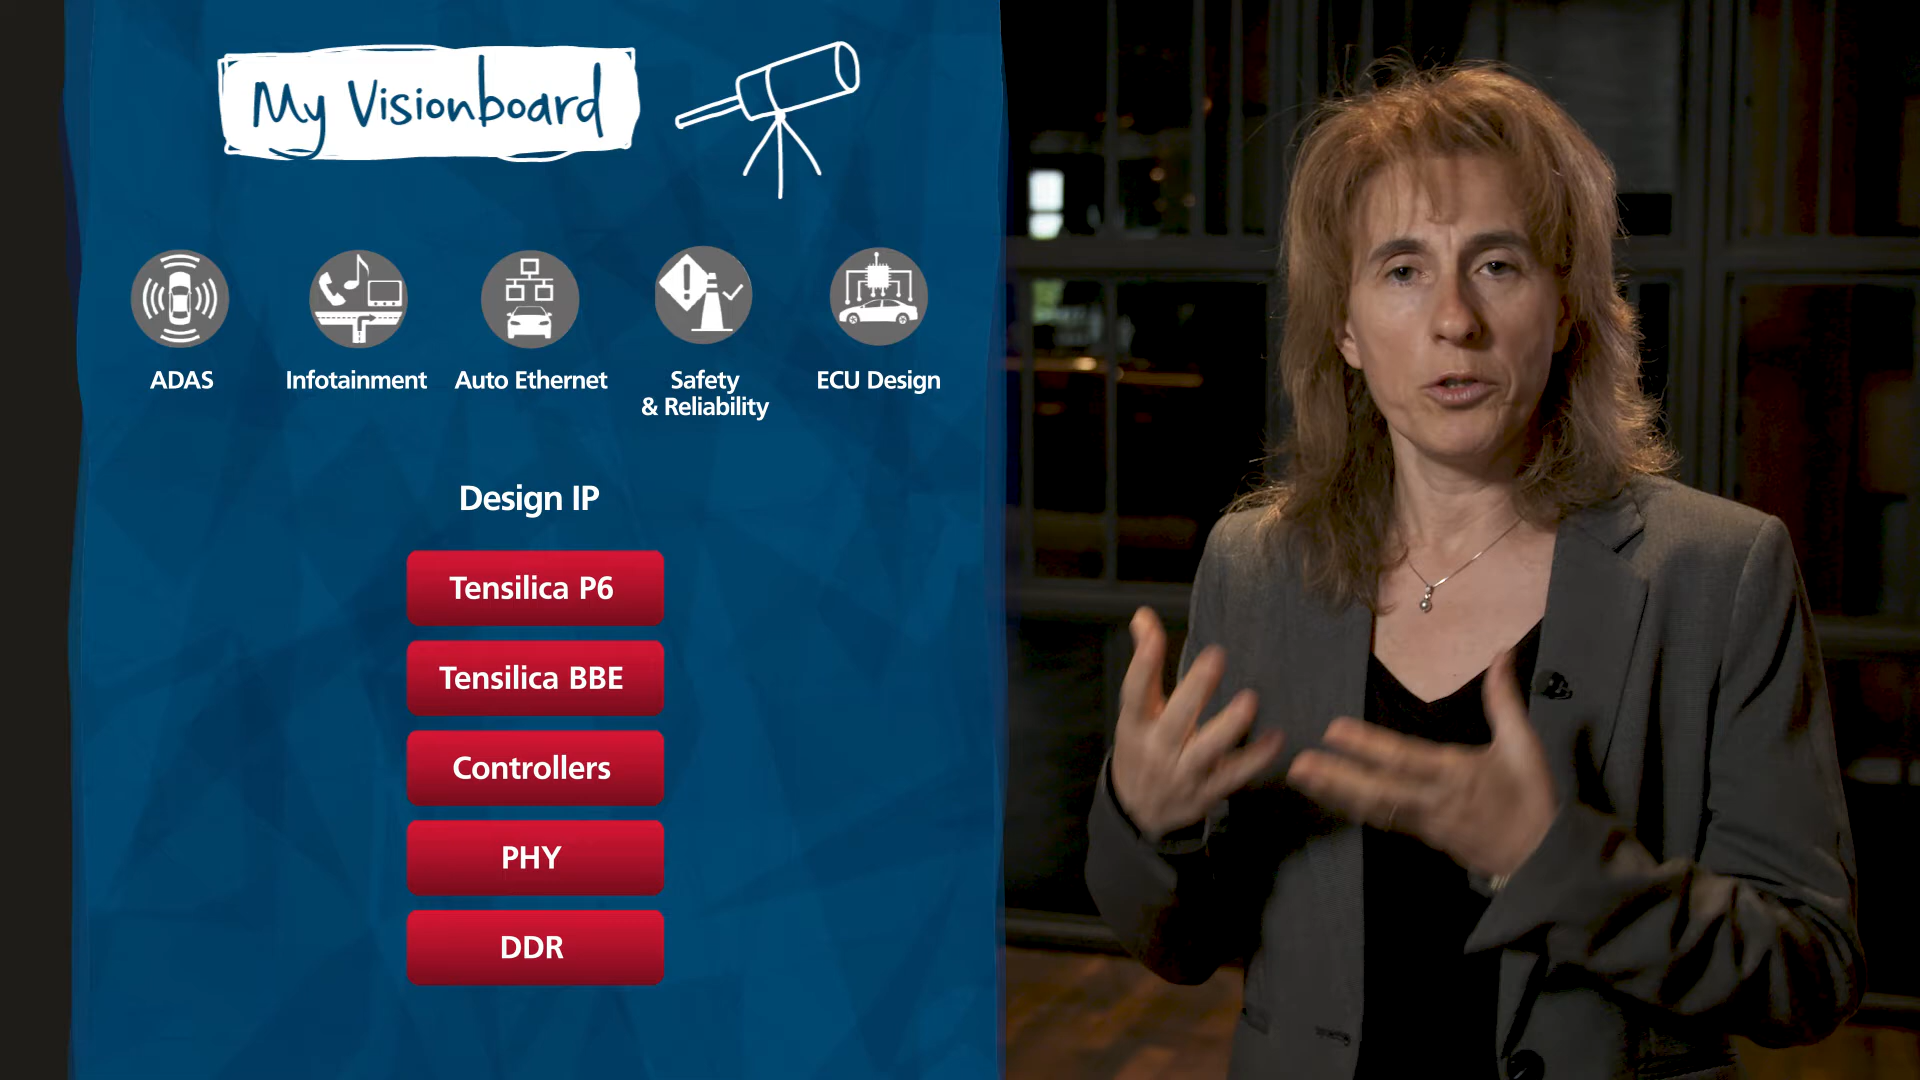 My Visionboard
ADAS
Infotainment
Auto Ethernet
Safety
& Reliability
ECU Design
Design IP
Tensilica P6
Tensilica BBE
Controllers
PHY
DDR